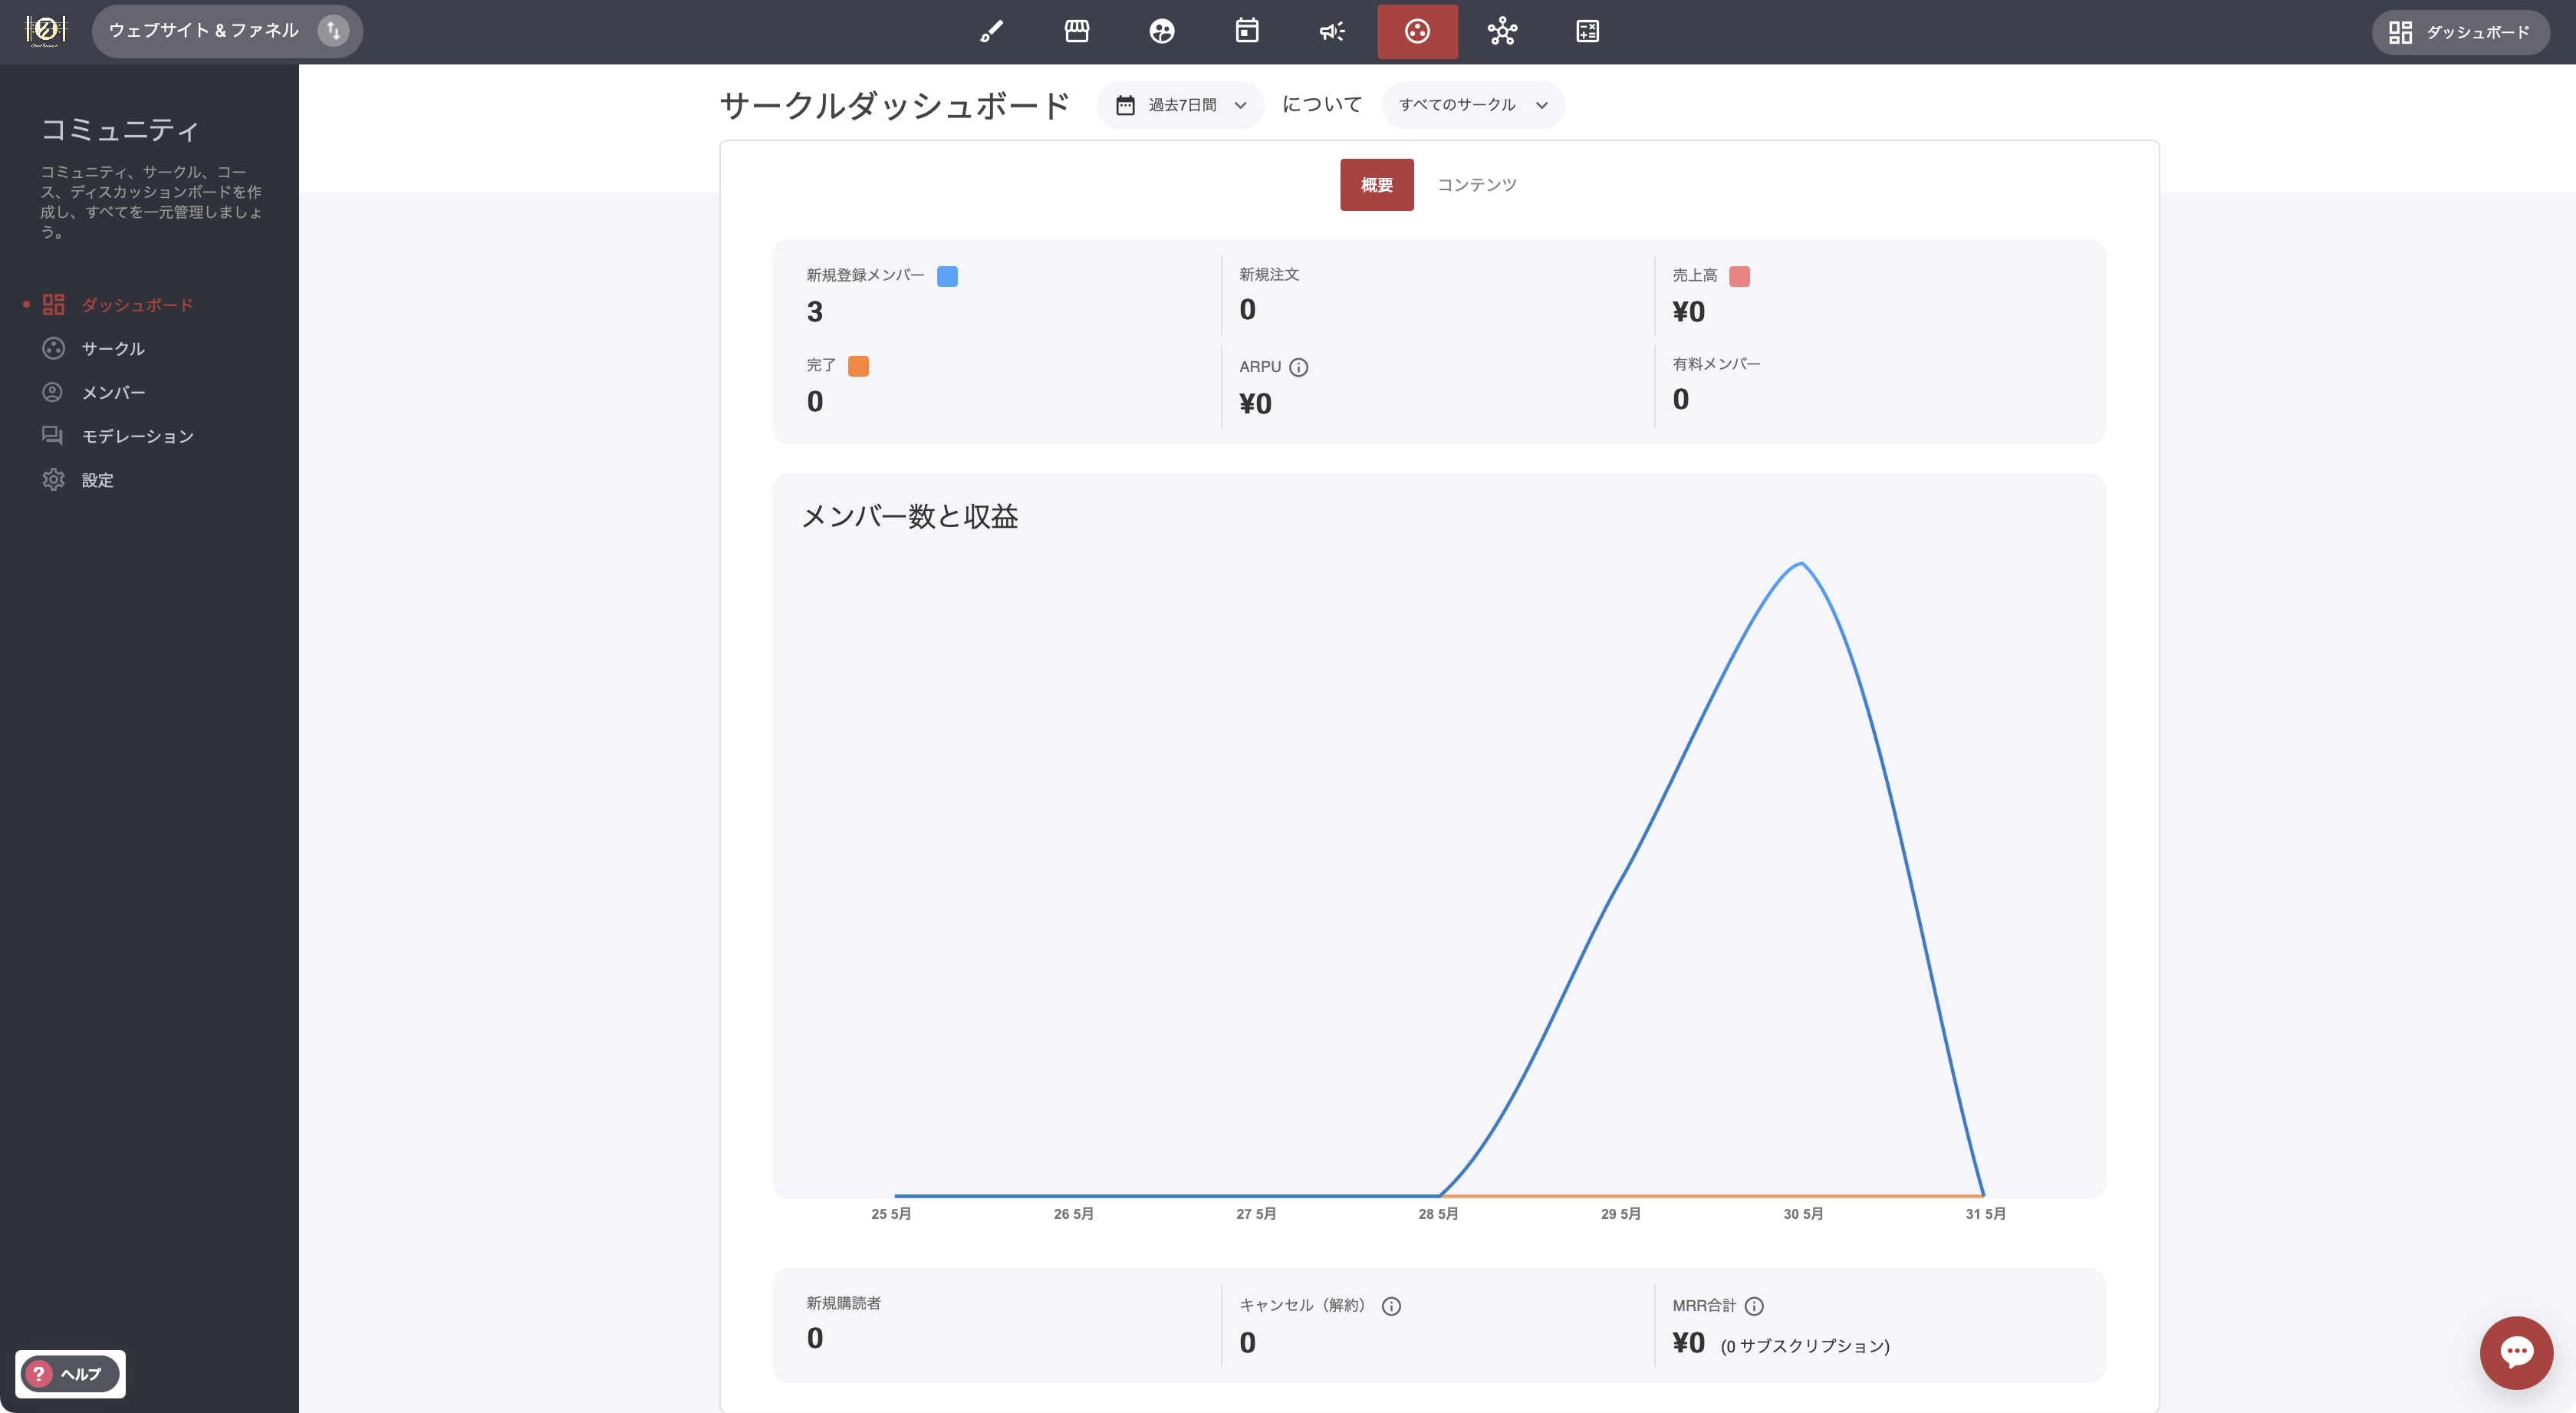 ウェブサイト & ファネル
ダッシュボード
コミュニティ
コミュニティ、サークル、コー
ス、ディスカッションボードを作
成し、すべてを一元管理しましょ
う。
ダッシュボード
サークル
メンバー
モデレーション
設定
? ヘルプ
サークルダッシュボード 過去7日間 について すべてのサークル
概要 コンテンツ
新規登録メンバー
3
新規注文
0
売上高
¥0
完了
0
ARPU
¥0
有料メンバー
0
メンバー数と収益
25 5月 26 5月 27 5月 28 5月 29 5月 30 5月 31 5月
新規購読者
0
キャンセル（解約）
0
MRR合計
¥0 (0 サブスクリプション)